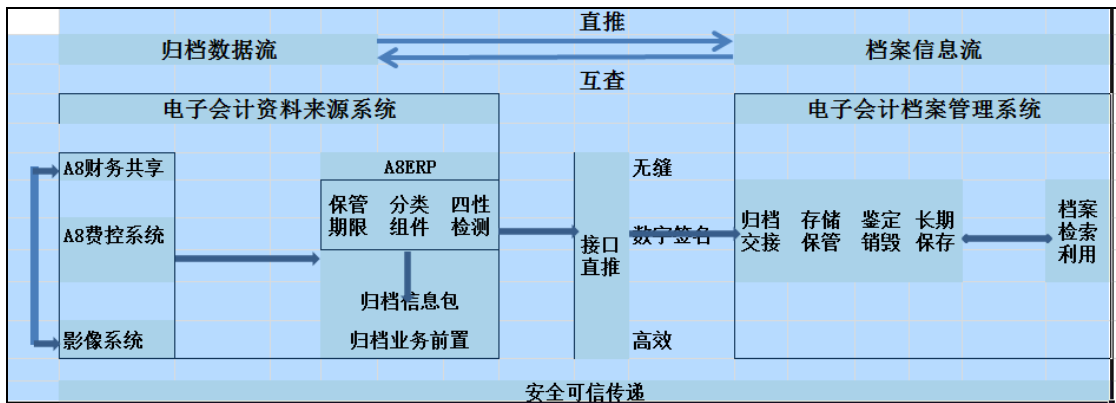 直推
归档数据流
档案信息流
互查
电子会计资料来源系统
电子会计档案管理系统
A8财务共享
A8ERP
无缝
保管期限
分类组件
四性检测
A8费控系统
接口直推
数字签名
归档交接
存储保管
鉴定销毁
长期保存
档案检索利用
归档信息包
影像系统
归档业务前置
高效
安全可信传递